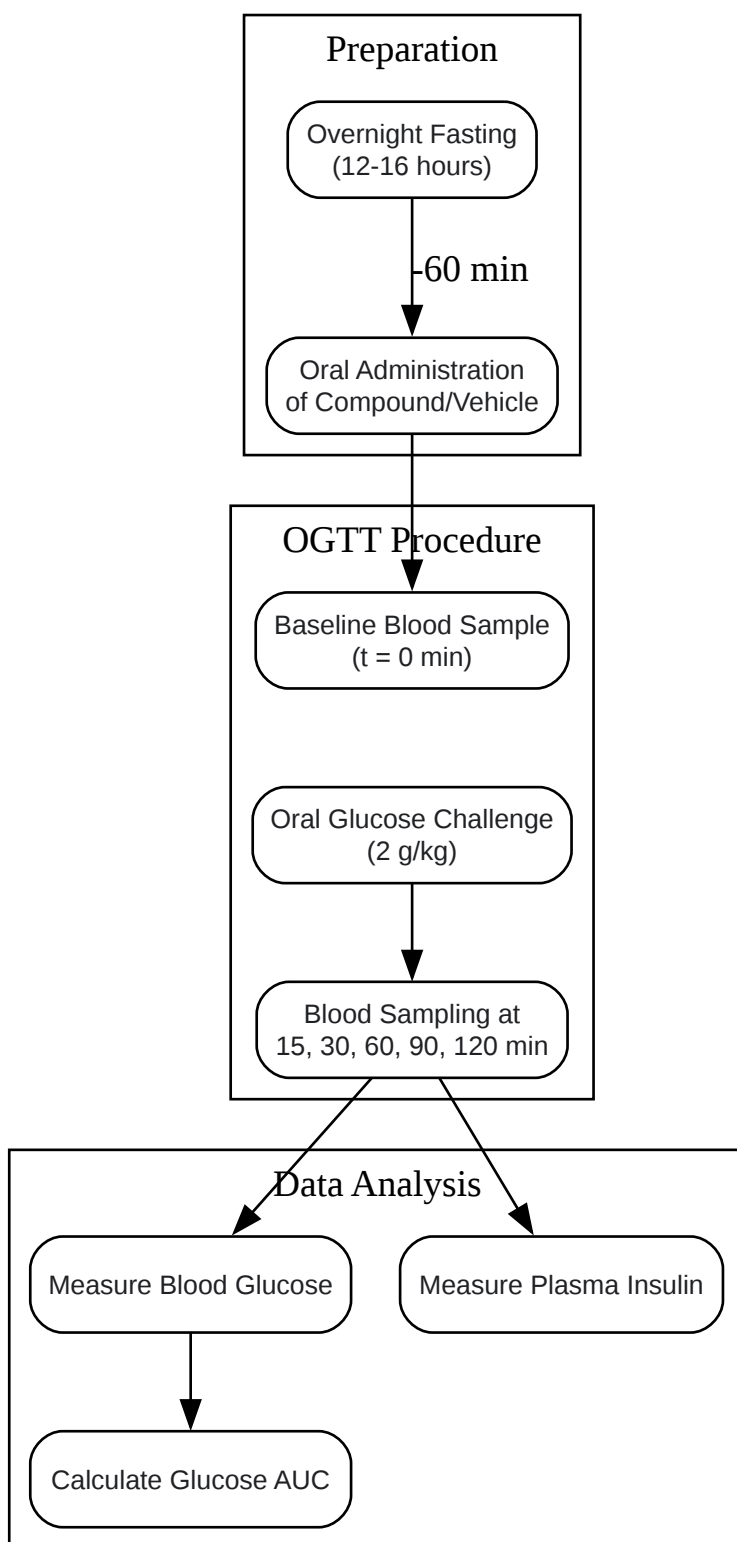 Preparation
Overnight Fasting
(12-16 hours)
-60 min
Oral Administration
of Compound/Vehicle
OGTT Procedure
Baseline Blood Sample
(t = 0 min)
Oral Glucose Challenge
(2 g/kg)
Blood Sampling at
15, 30, 60, 90, 120 min
Data Analysis
Measure Blood Glucose
Measure Plasma Insulin
Calculate Glucose AUC